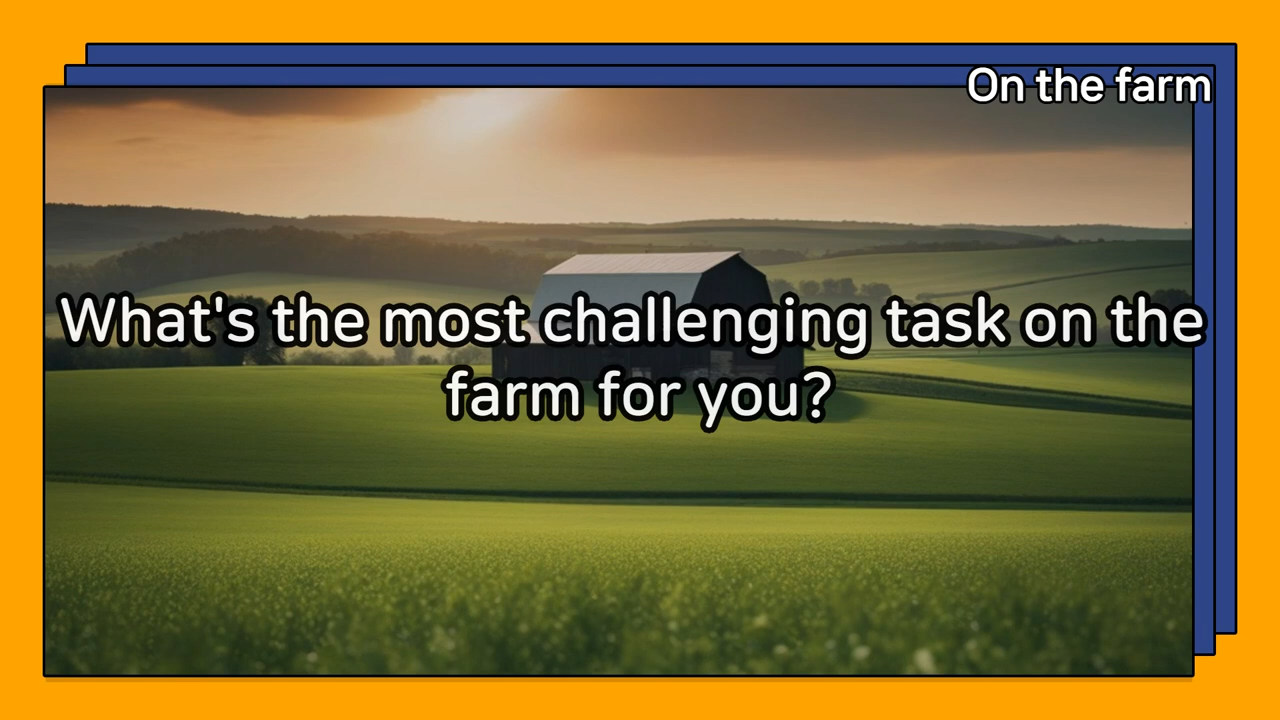 On the farm
What's the most challenging task on the
farm for you?